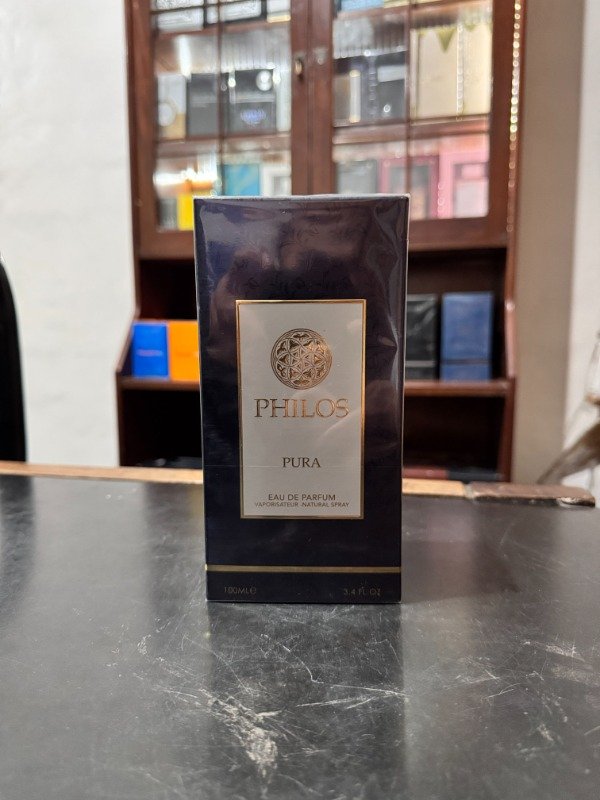 PHILOS
PURA
EAU DE PARFUM
VAPORISATEUR -NATURAL SPRAY
100ML℮
3.4 FL OZ